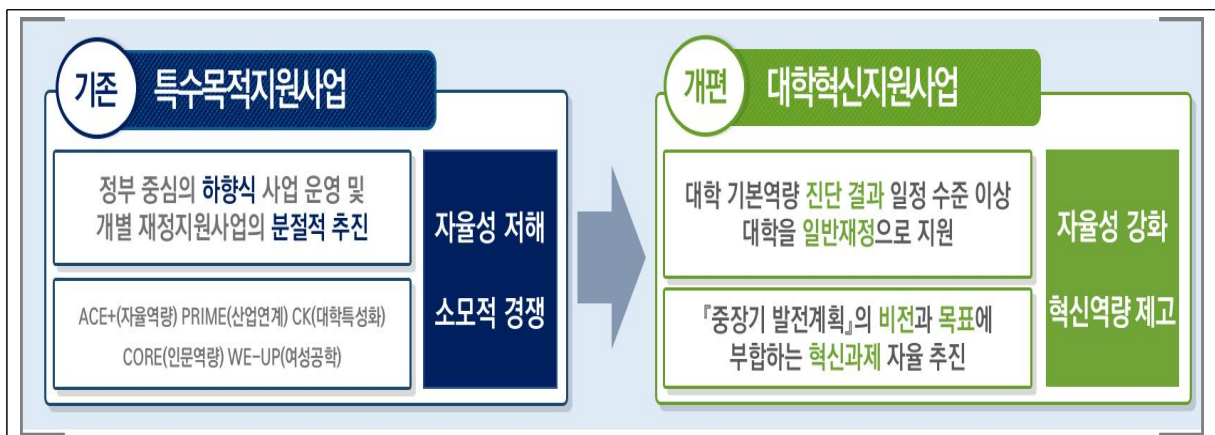 기존 특수목적지원사업
정부 중심의 하향식 사업 운영 및
개별 재정지원사업의 분절적 추진
ACE+(자율역량) PRIME(산업연계) CK(대학특성화)
CORE(인문역량) WE-UP(여성공학)
자율성 저해
소모적 경쟁
개편 대학혁신지원사업
대학 기본역량 진단 결과 일정 수준 이상
대학을 일반재정으로 지원
『중장기 발전계획』의 비전과 목표에
부합하는 혁신과제 자율 추진
자율성 강화
혁신역량 제고